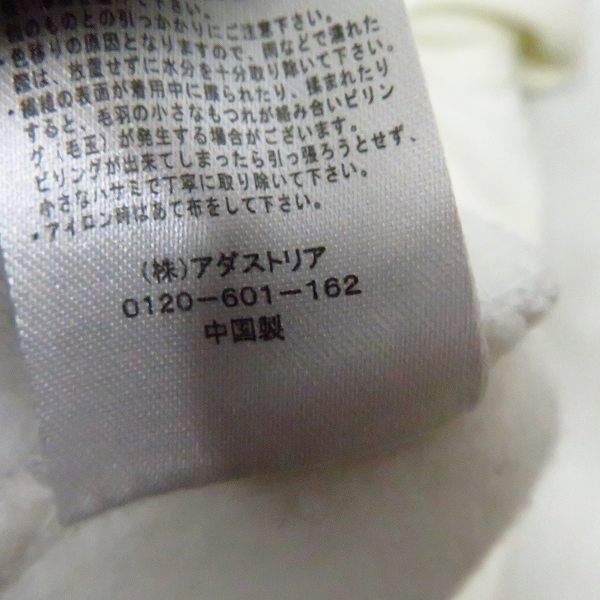 他のものとの引っかかりにご注意下さい。
・色移りの原因となりますので、雨などで濡れた
際は、放置せずに水分を十分取り除いて下さい。
・繊維の表面が着用中に擦られたり、揉まれたり
すると、毛羽の小さなもつれが絡み合いピリン
グ(毛玉)が発生する場合がございます。
ピリングが出来てしまったら引っ張ろうとせず、
小さなハサミで丁寧に取り除いて下さい。
・アイロン時はあて布をして下さい。
(株)アダストリア
0120-601-162
中国製